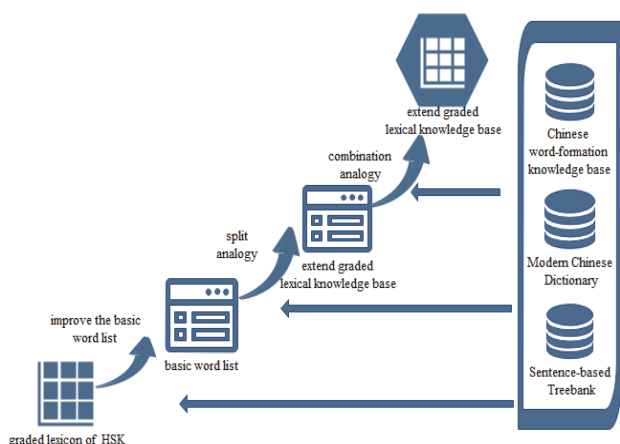 extend graded
lexical knowledge base
combination
analogy
split
analogy
extend graded
lexical knowledge base
improve the basic
word list
basic word list
graded lexicon of HSK
Chinese
word-formation
knowledge base
Modern Chinese
Dictionary
Sentence-based
Treebank